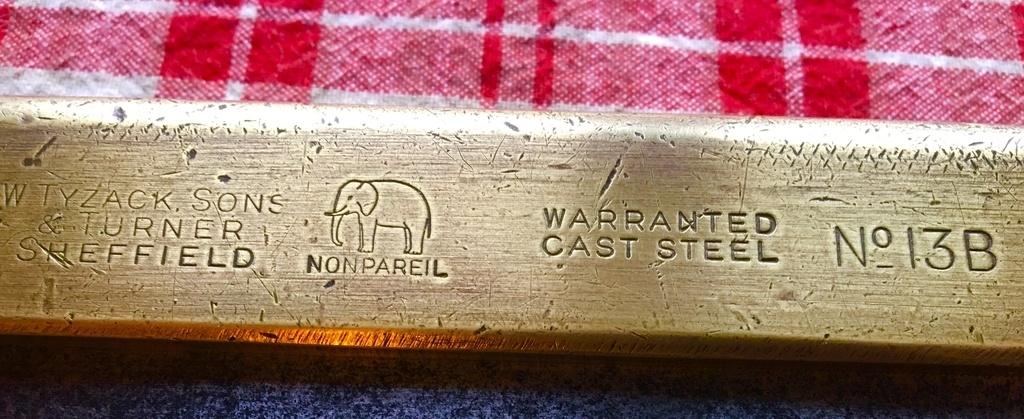 W TYZACK. SONS
& TURNER
SHEFFIELD
NONPAREIL
WARRANTED
CAST STEEL
Nº 13B